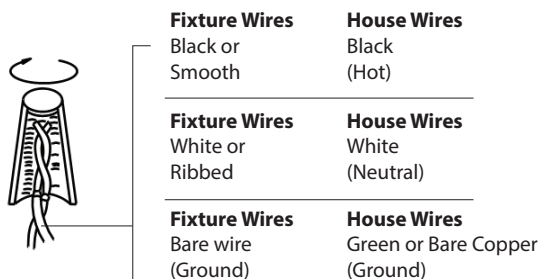 Fixture Wires House Wires
Black or Black
Smooth (Hot)
Fixture Wires House Wires
White or White
Ribbed (Neutral)
Fixture Wires House Wires
Bare wire Green or Bare Copper
(Ground) (Ground)